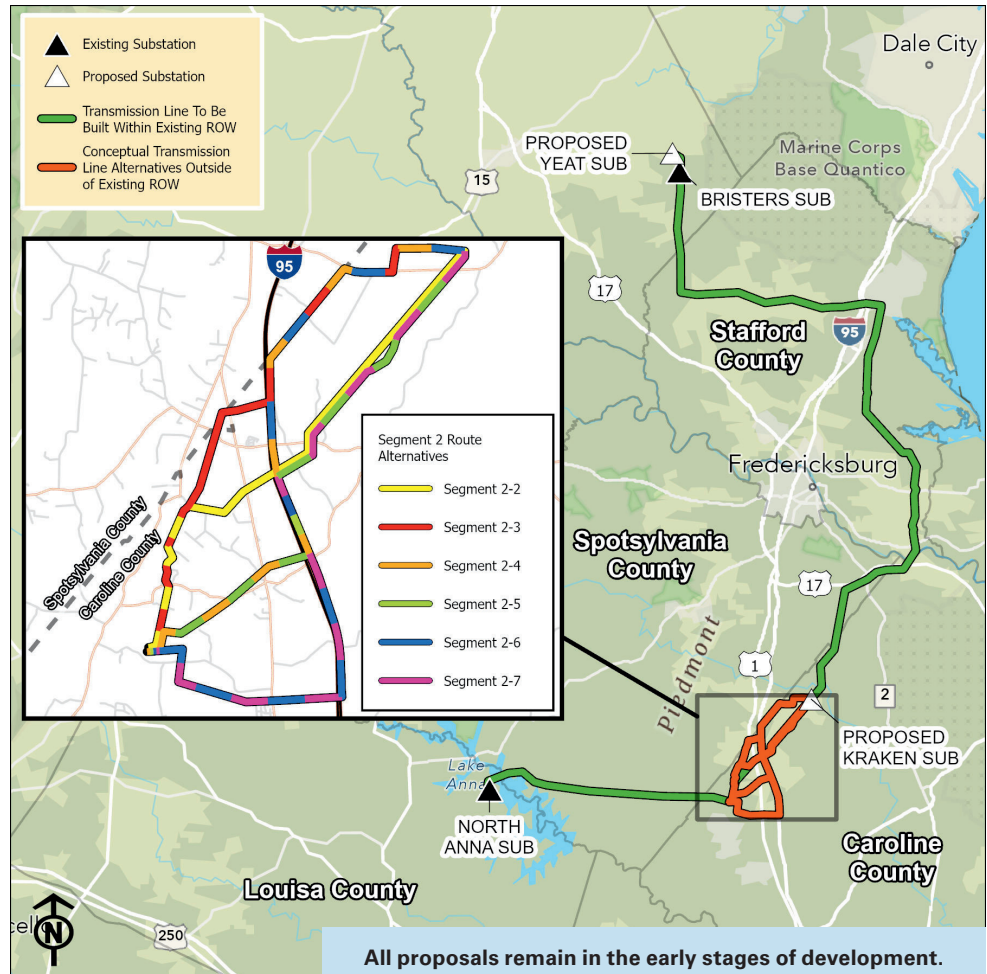 Existing Substation
Proposed Substation
Transmission Line To Be
Built Within Existing ROW
Conceptual Transmission
Line Alternatives Outside
of Existing ROW
Dale City
Marine Corps
Base Quantico
PROPOSED
YEAT SUB
15
BRISTERS SUB
17
95
Stafford
County
95
Segment 2 Route
Alternatives
Segment 2-2
Segment 2-3
Segment 2-4
Segment 2-5
Segment 2-6
Segment 2-7
Spotsylvania County
Caroline County
Fredericksburg
Spotsylvania
County
17
Piedmont
1
2
PROPOSED
KRAKEN SUB
Lake
Anna
NORTH
ANNA SUB
Caroline
County
Louisa County
cello
N
250
All proposals remain in the early stages of development.